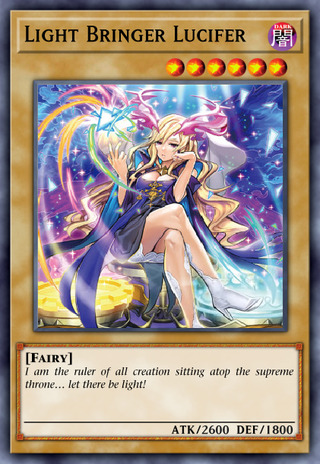 Light Bringer Lucifer
DARK
闇
[Fairy]
I am the ruler of all creation sitting atop the supreme
throne… let there be light!
ATK/2600 DEF/1800